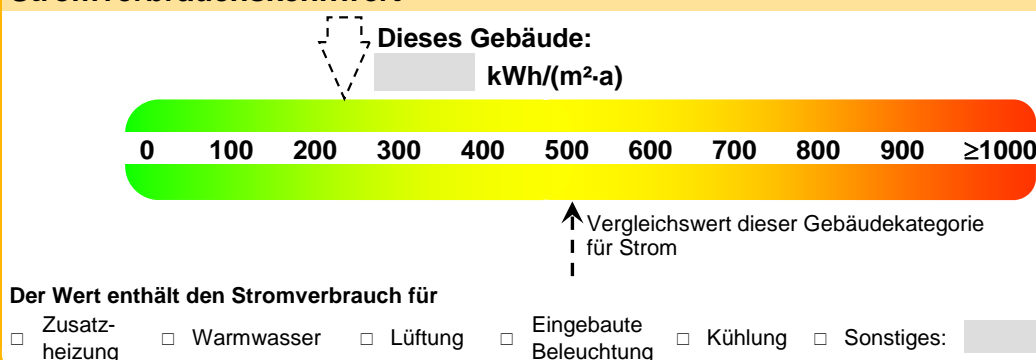 Stromverbrauchskennwert
Dieses Gebäude:
kWh/(m²·a)
0 100 200 300 400 500 600 700 800 900 ≥1000
Vergleichswert dieser Gebäudekategorie
für Strom
Der Wert enthält den Stromverbrauch für
□ Zusatz-
heizung
□ Warmwasser
□ Lüftung
□ Eingebaute
Beleuchtung
□ Kühlung
□ Sonstiges: